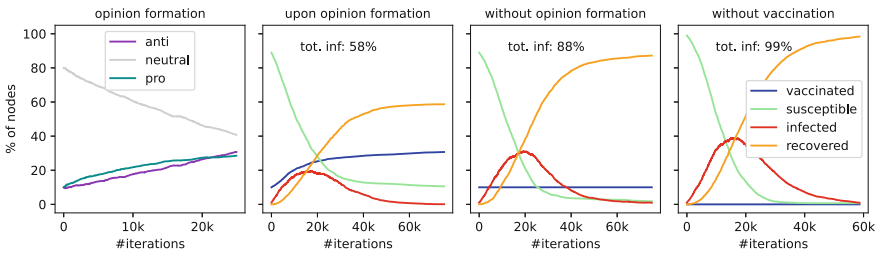 opinion formation
upon opinion formation
without opinion formation
without vaccination
% of nodes
100
80
60
40
20
0
anti
neutral
pro
0
10k
20k
#iterations
tot. inf: 58%
0
20k
40k
60k
#iterations
tot. inf: 88%
0
20k
40k
60k
#iterations
tot. inf: 99%
vaccinated
susceptible
infected
recovered
0
20k
40k
60k
#iterations